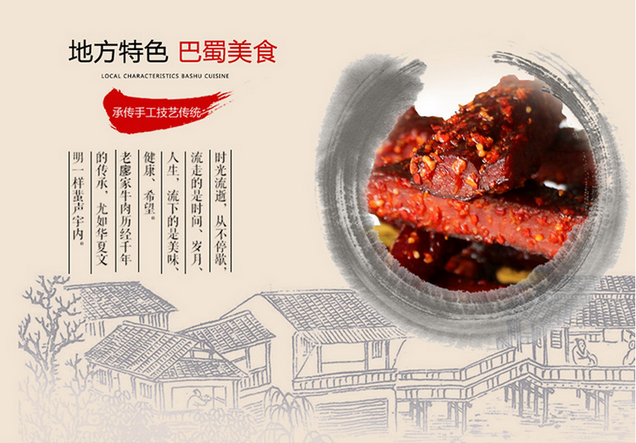 地方特色 巴蜀美食
LOCAL CHARACTERISTICS BASHU CUISINE
承传手工技艺传统
时光流逝，从不停歇，
流走的是时间、岁月、
人生，流下的是美味、
健康、希望。
老廖家牛肉历经千年
的传承，尤如华夏文
明一样蜚声宇内。